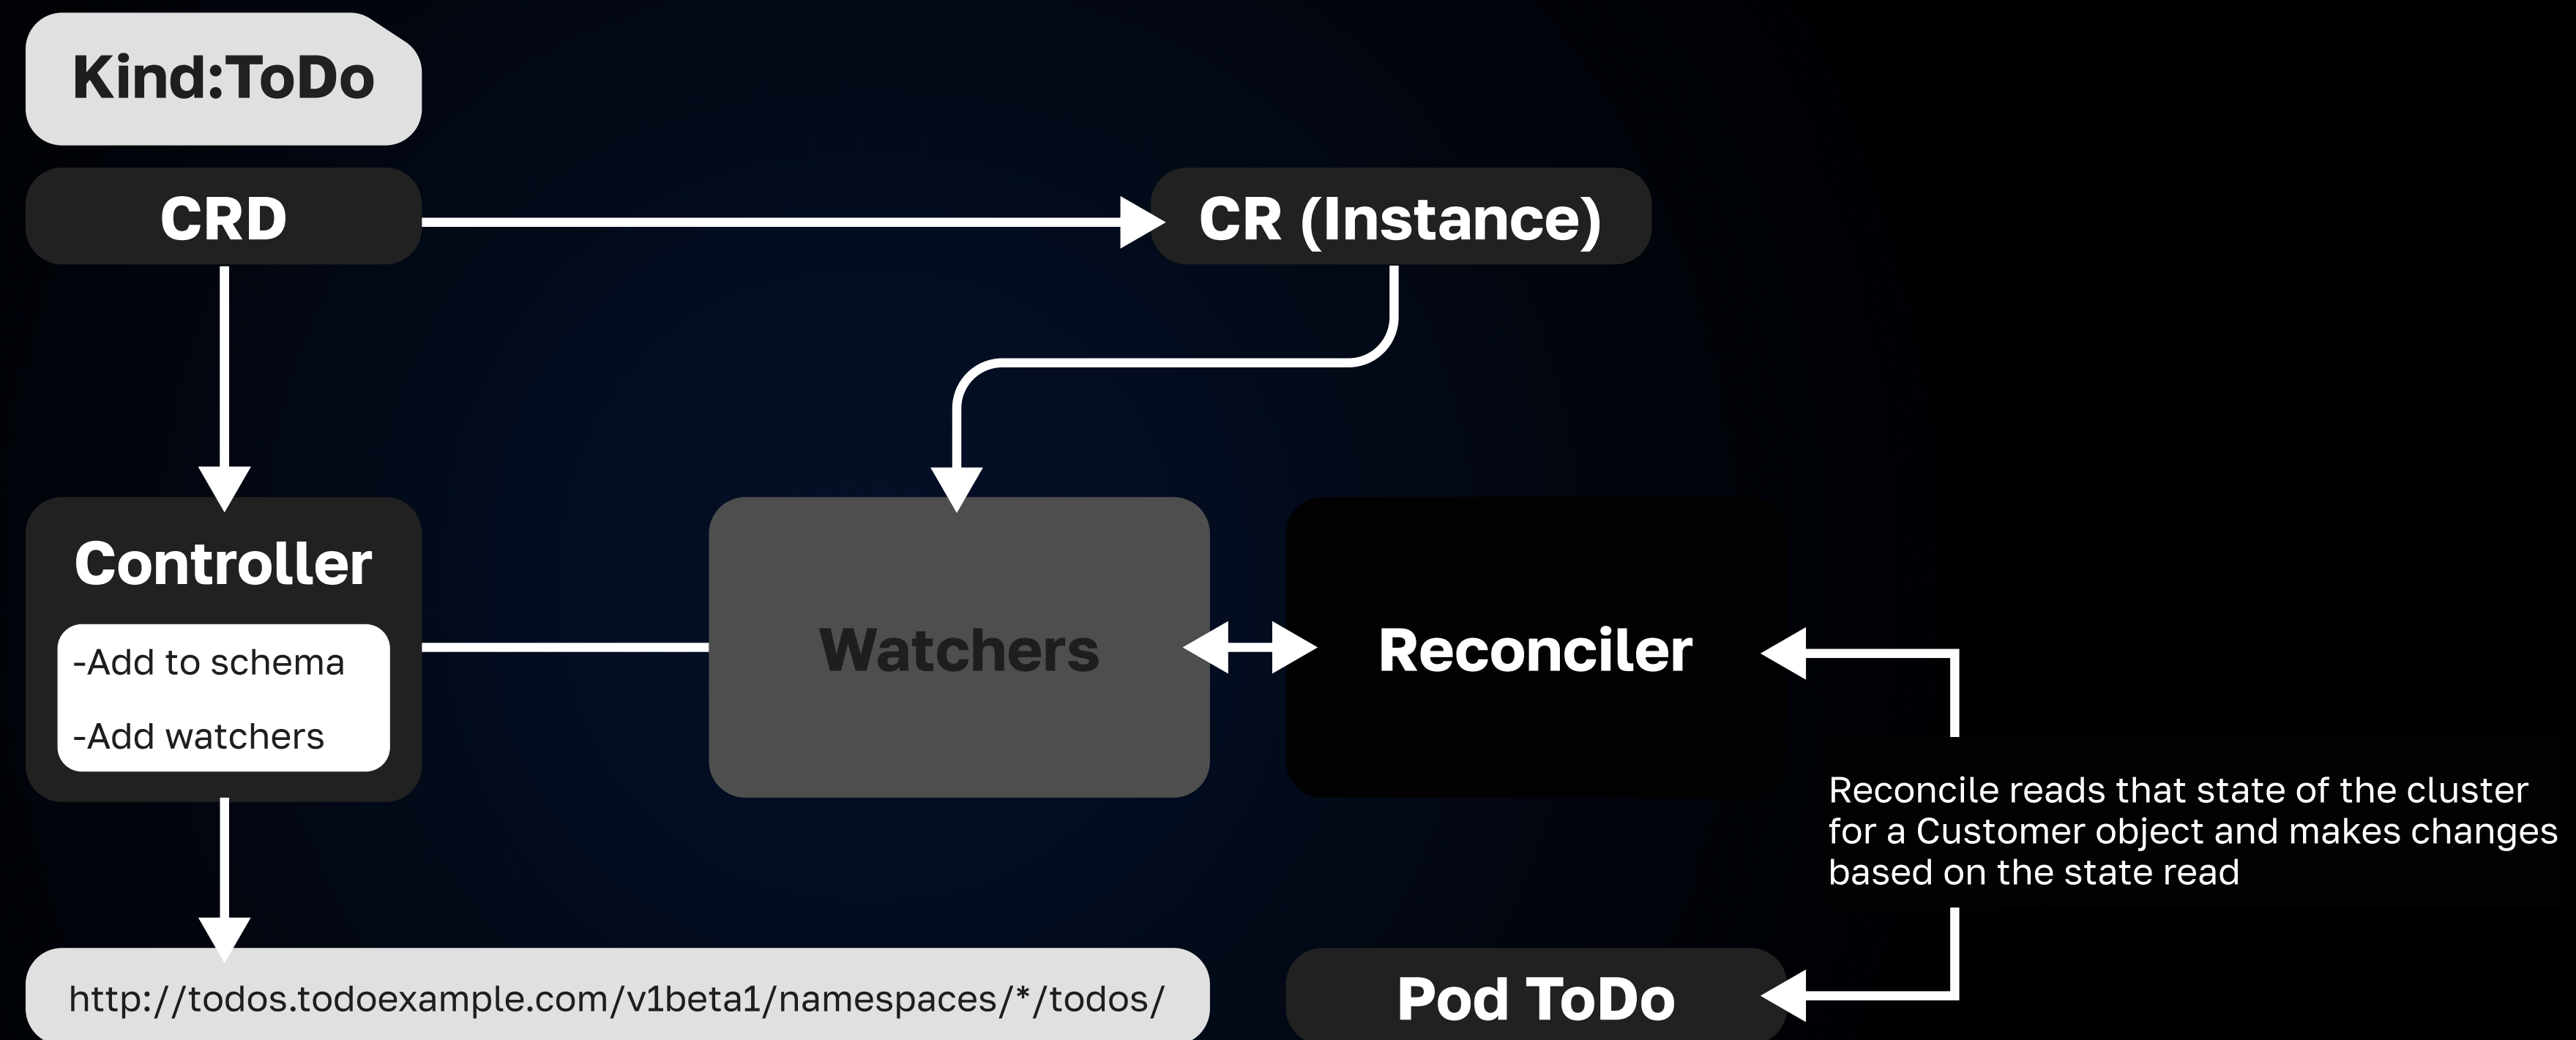 Kind:ToDo
CRD
CR (Instance)
Controller
-Add to schema
-Add watchers
Watchers
Reconciler
Reconcile reads that state of the cluster
for a Customer object and makes changes
based on the state read
http://todos.todoexample.com/v1beta1/namespaces/*/todos/
Pod ToDo